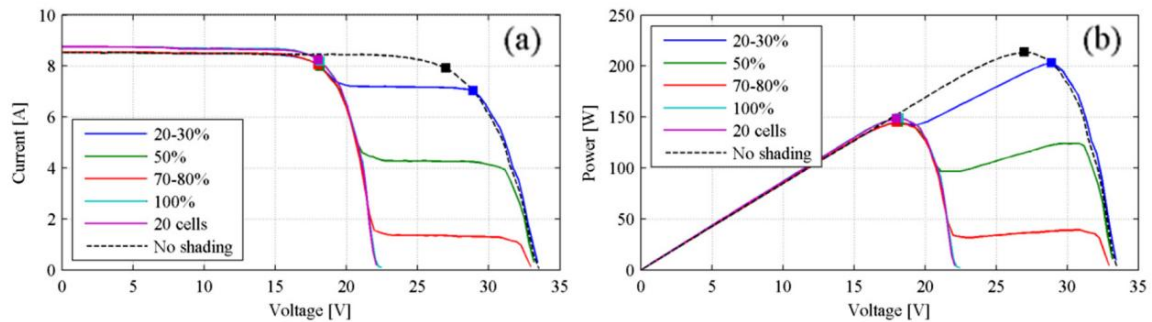 10
8
6
4
2
0
Current [A]
(a)
20-30%
50%
70-80%
100%
20 cells
No shading
0 5 10 15 20 25 30 35
Voltage [V]
250
200
150
100
50
0
Power [W]
(b)
20-30%
50%
70-80%
100%
20 cells
No shading
0 5 10 15 20 25 30 35
Voltage [V]